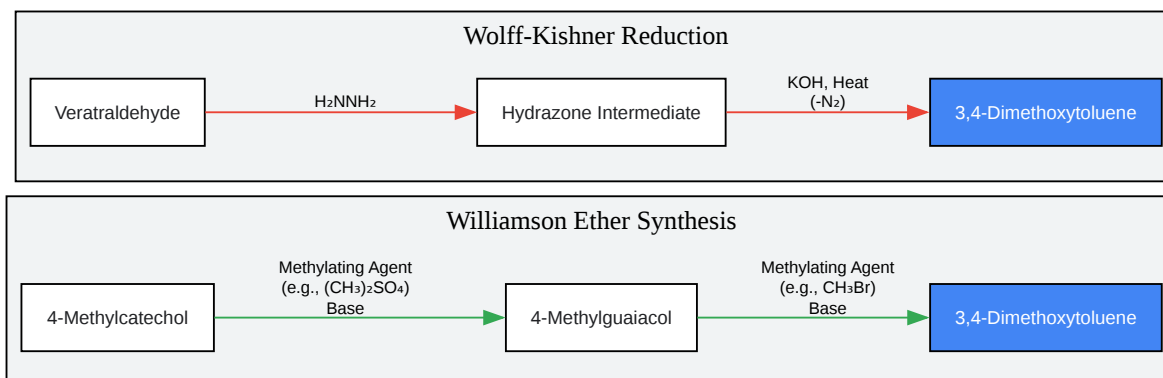 Wolff-Kishner Reduction
Veratraldehyde
H₂NNH₂
Hydrazone Intermediate
KOH, Heat
(-N₂)
3,4-Dimethoxytoluene
Williamson Ether Synthesis
4-Methylcatechol
Methylating Agent
(e.g., (CH₃)₂SO₄)
Base
4-Methylguaiacol
Methylating Agent
(e.g., CH₃Br)
Base
3,4-Dimethoxytoluene